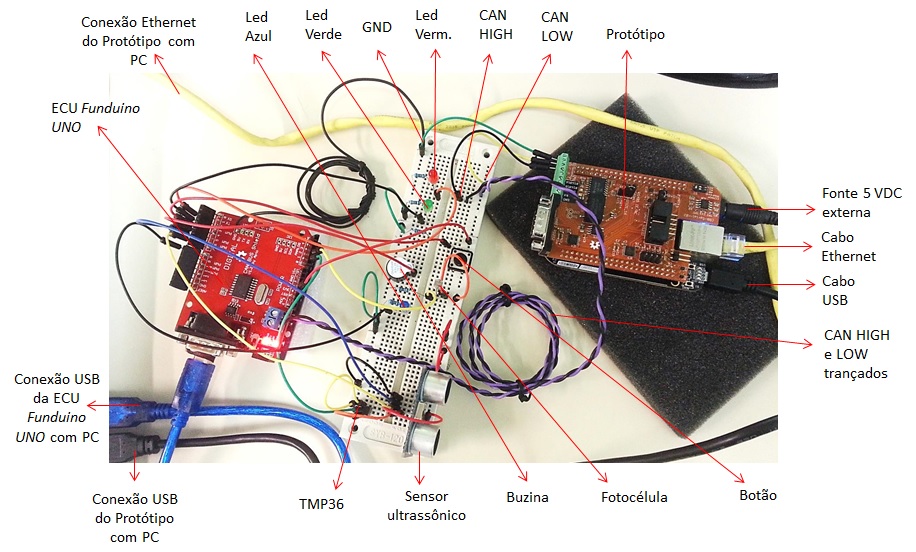 Conexão Ethernet
do Protótipo com
PC
Led
Azul
Led
Verde
GND
Led
Verm.
CAN
HIGH
CAN
LOW
Protótipo
ECU Funduino
UNO
Fonte 5 VDC
externa
Cabo
Ethernet
Cabo
USB
CAN HIGH
e LOW
trançados
Conexão USB
da ECU
Funduino
UNO com PC
Conexão USB
do Protótipo
com PC
TMP36
Sensor
ultrassônico
Buzina
Fotocélula
Botão
DIGITAL